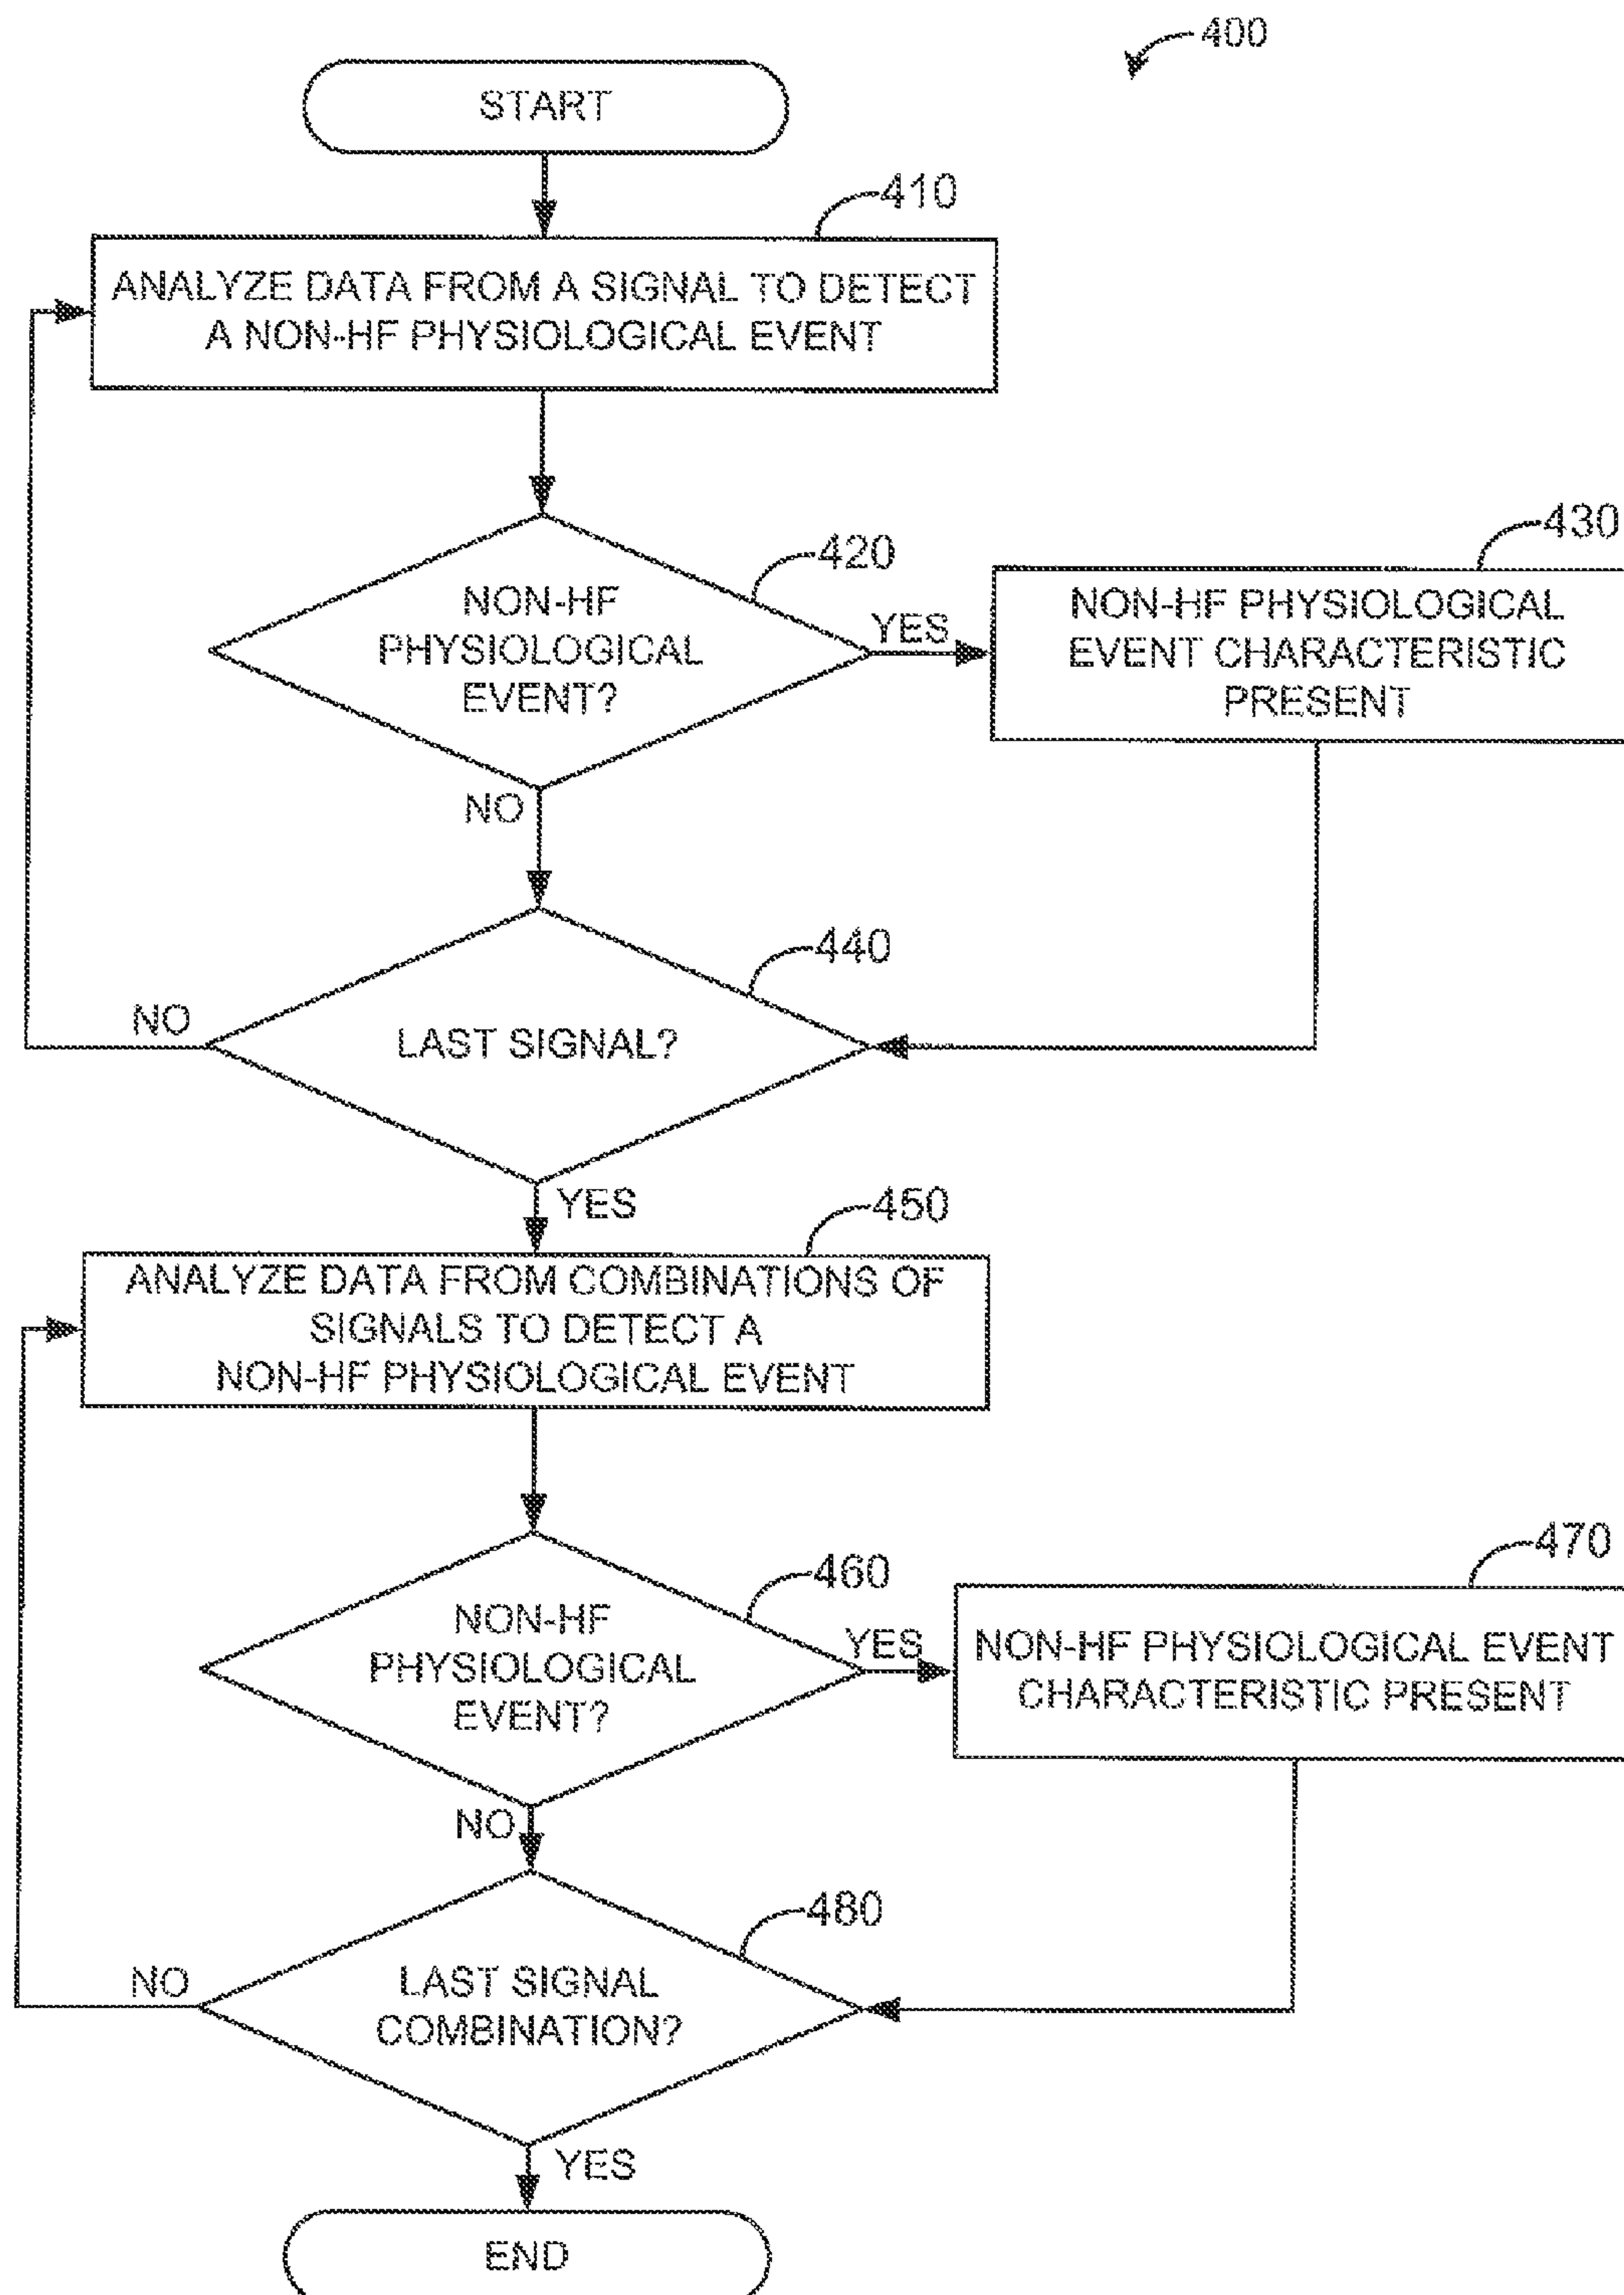 400
START
410
ANALYZE DATA FROM A SIGNAL TO DETECT
A NON-HF PHYSIOLOGICAL EVENT
420
NON-HF
PHYSIOLOGICAL
EVENT?
YES
430
NON-HF PHYSIOLOGICAL
EVENT CHARACTERISTIC
PRESENT
NO
440
LAST SIGNAL?
NO
YES
450
ANALYZE DATA FROM COMBINATIONS OF
SIGNALS TO DETECT A
NON-HF PHYSIOLOGICAL EVENT
460
NON-HF
PHYSIOLOGICAL
EVENT?
YES
470
NON-HF PHYSIOLOGICAL EVENT
CHARACTERISTIC PRESENT
NO
480
LAST SIGNAL
COMBINATION?
NO
YES
END